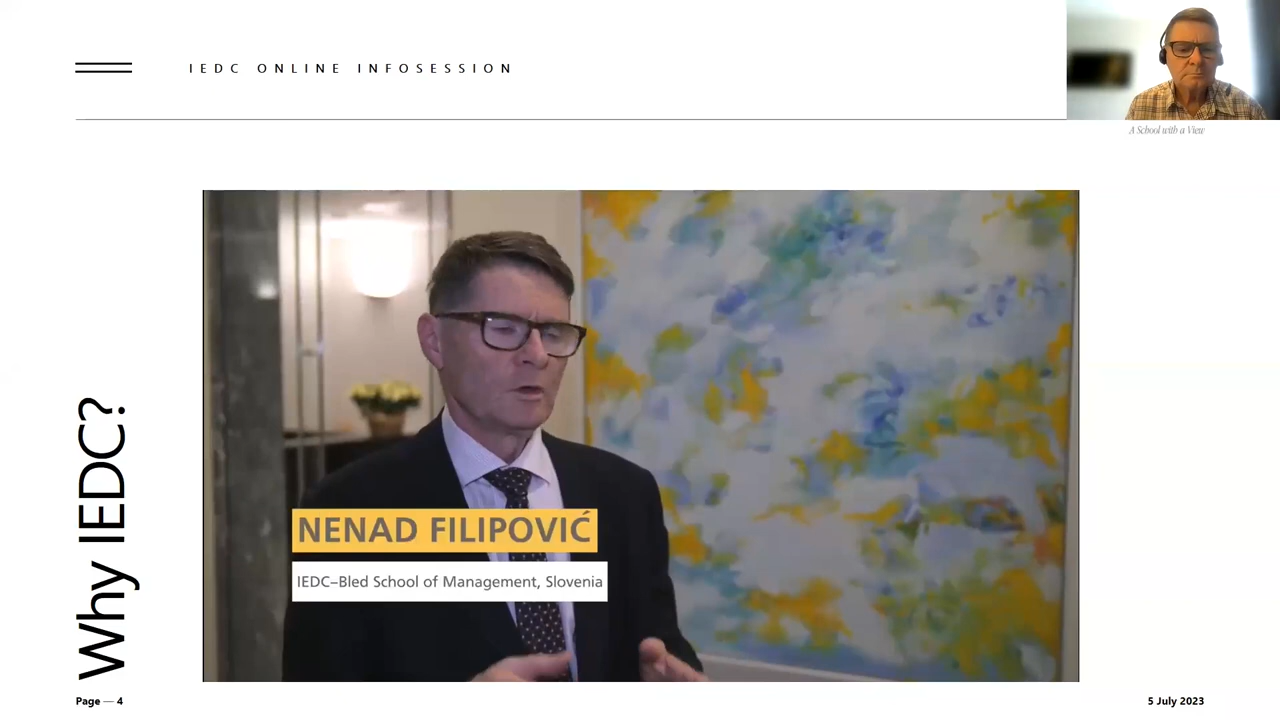 IEDC ONLINE INFOSESSION
A School with a View
Why IEDC?
NENAD FILIPOVIĆ
IEDC–Bled School of Management, Slovenia
Page — 4
5 July 2023